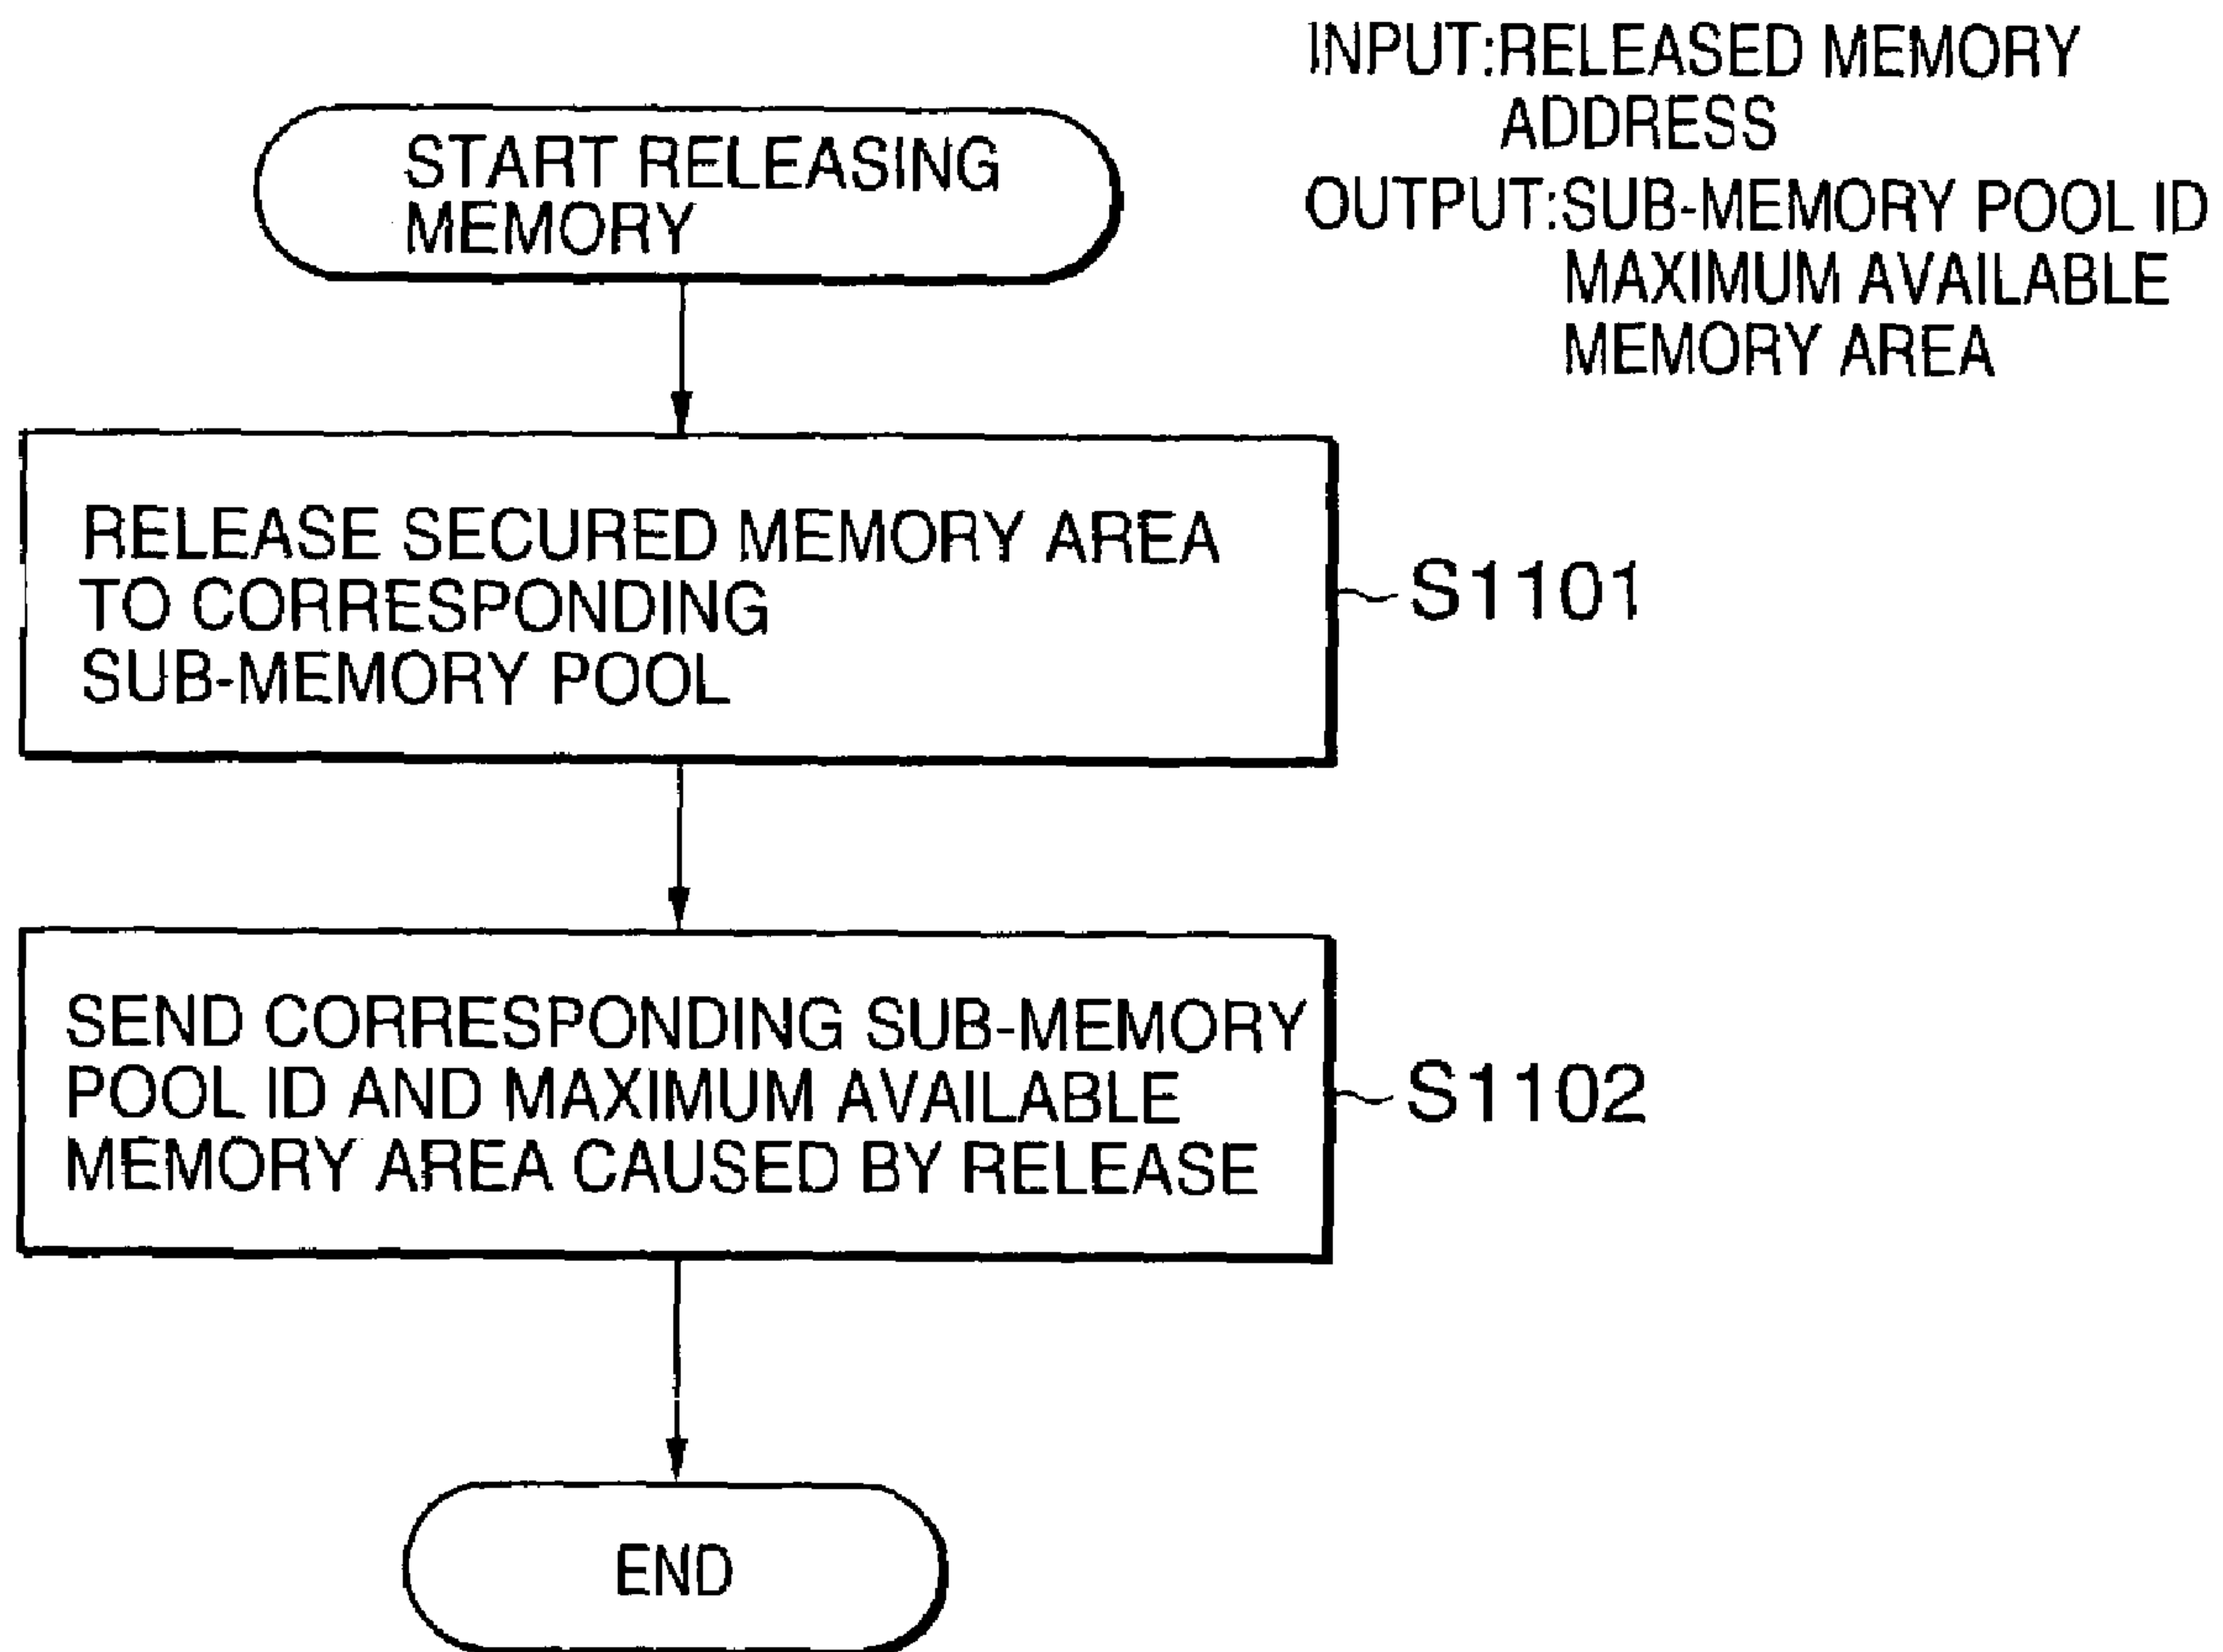 INPUT:RELEASED MEMORY
ADDRESS
OUTPUT:SUB-MEMORY POOL ID
MAXIMUM AVAILABLE
MEMORY AREA
START RELEASING
MEMORY
RELEASE SECURED MEMORY AREA
TO CORRESPONDING
SUB-MEMORY POOL
S1101
SEND CORRESPONDING SUB-MEMORY
POOL ID AND MAXIMUM AVAILABLE
MEMORY AREA CAUSED BY RELEASE
S1102
END